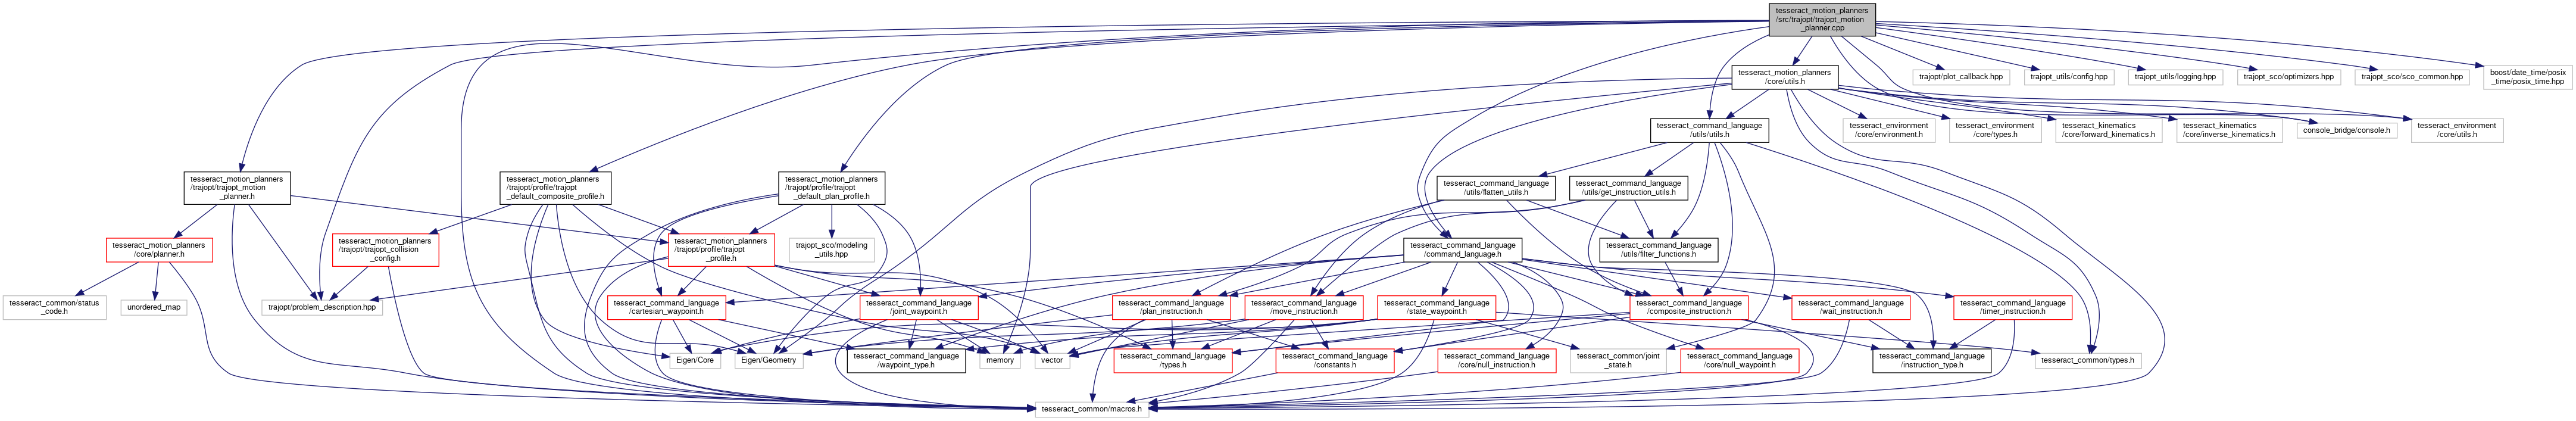 tesseract_motion_planners
/src/trajopt/trajopt_motion
_planner.cpp
tesseract_motion_planners
/core/utils.h
trajopt/plot_callback.hpp
trajopt_utils/config.hpp
trajopt_utils/logging.hpp
trajopt_sco/optimizers.hpp
trajopt_sco/sco_common.hpp
boost/date_time/posix
_time/posix_time.hpp
tesseract_command_language
/utils/utils.h
tesseract_environment
/core/environment.h
tesseract_environment
/core/types.h
tesseract_kinematics
/core/forward_kinematics.h
tesseract_kinematics
/core/inverse_kinematics.h
console_bridge/console.h
tesseract_environment
/core/utils.h
tesseract_motion_planners
/trajopt/trajopt_motion
_planner.h
tesseract_motion_planners
/trajopt/profile/trajopt
_default_composite_profile.h
tesseract_motion_planners
/trajopt/profile/trajopt
_default_plan_profile.h
tesseract_command_language
/utils/flatten_utils.h
tesseract_command_language
/utils/get_instruction_utils.h
tesseract_motion_planners
/core/planner.h
tesseract_motion_planners
/trajopt/trajopt_collision
_config.h
tesseract_motion_planners
/trajopt/profile/trajopt
_profile.h
trajopt_sco/modeling
_utils.hpp
tesseract_command_language
/command_language.h
tesseract_command_language
/utils/filter_functions.h
tesseract_common/status
_code.h
unordered_map
trajopt/problem_description.hpp
tesseract_command_language
/cartesian_waypoint.h
tesseract_command_language
/joint_waypoint.h
tesseract_command_language
/plan_instruction.h
tesseract_command_language
/move_instruction.h
tesseract_command_language
/state_waypoint.h
tesseract_command_language
/composite_instruction.h
tesseract_command_language
/wait_instruction.h
tesseract_command_language
/timer_instruction.h
Eigen/Core
Eigen/Geometry
tesseract_command_language
/waypoint_type.h
memory
vector
tesseract_command_language
/types.h
tesseract_command_language
/constants.h
tesseract_command_language
/core/null_instruction.h
tesseract_common/joint
_state.h
tesseract_command_language
/core/null_waypoint.h
tesseract_command_language
/instruction_type.h
tesseract_common/types.h
tesseract_common/macros.h